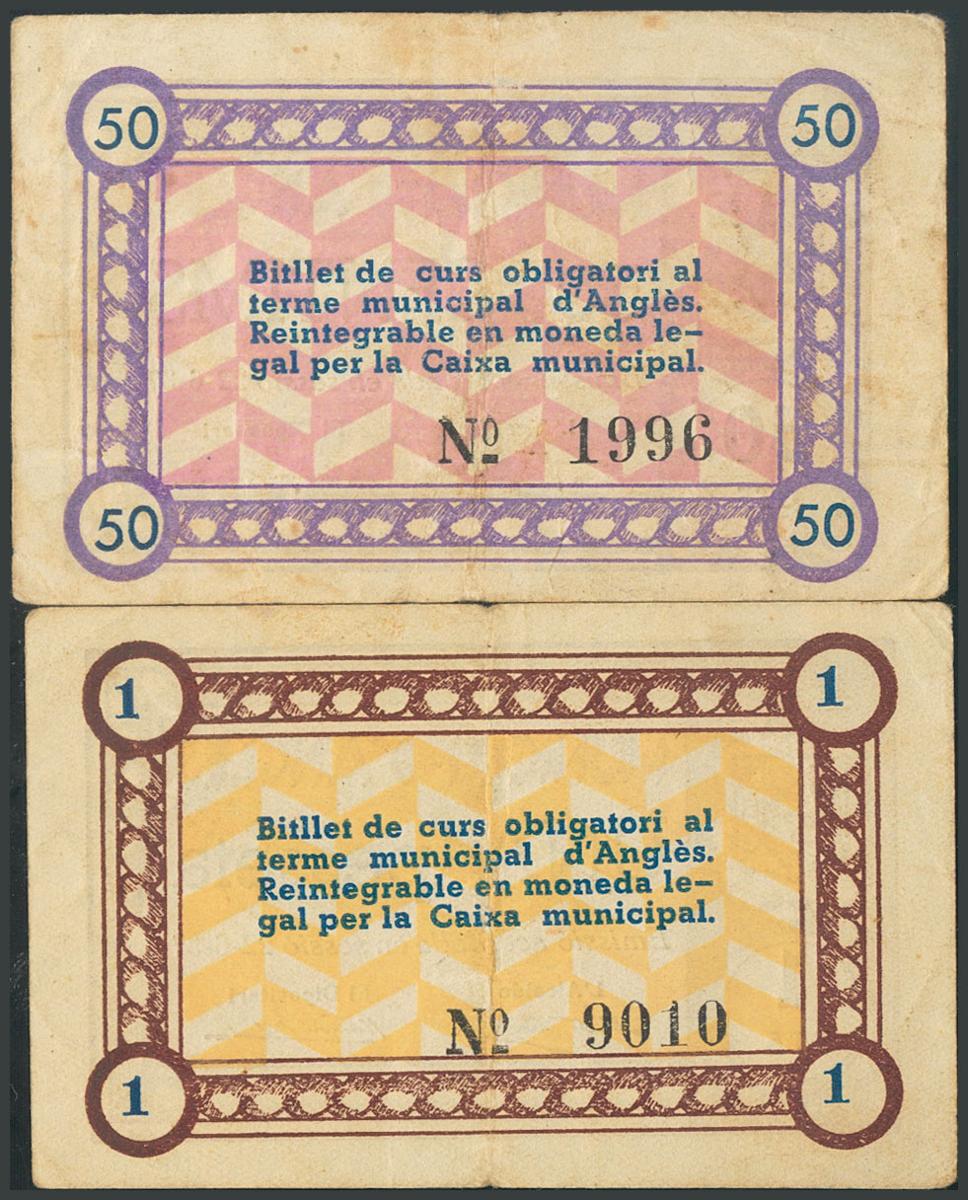 50 50
Bitllet de curs obligatori al
terme municipal d'Anglès.
Reintegrable en moneda le-
gal per la Caixa municipal.
Nº 1996
50 50
1 1
Bitllet de curs obligatori al
terme municipal d'Anglès.
Reintegrable en moneda le-
gal per la Caixa municipal.
Nº 9010
1 1